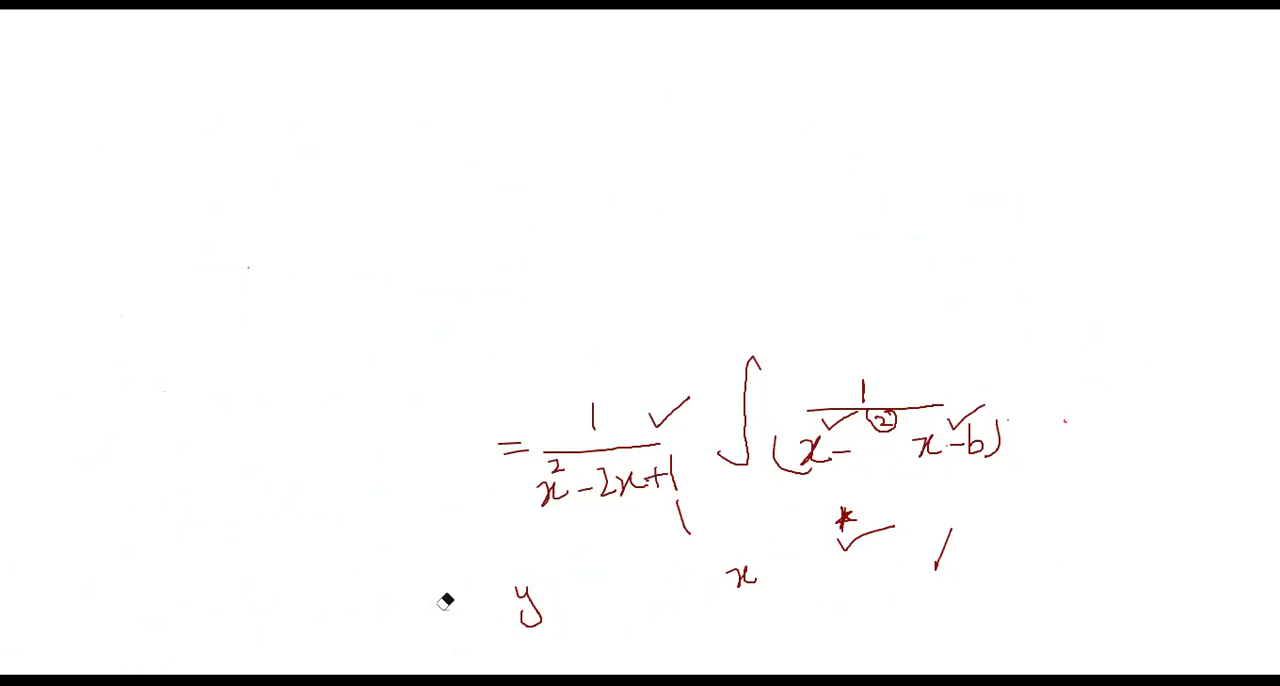 = 1/(x² - 2x + 1) ✓ ∫ 1/(x - ② x - b)
y x * ✓ /